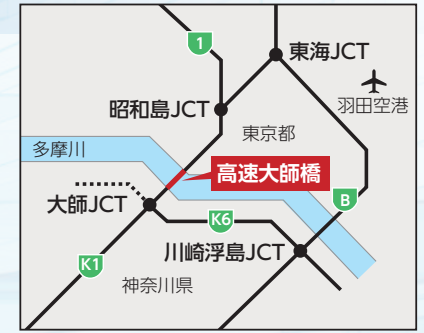 1
東海JCT
羽田空港
昭和島JCT
東京都
多摩川
高速大師橋
大師JCT
B
K6
川崎浮島JCT
K1
神奈川県